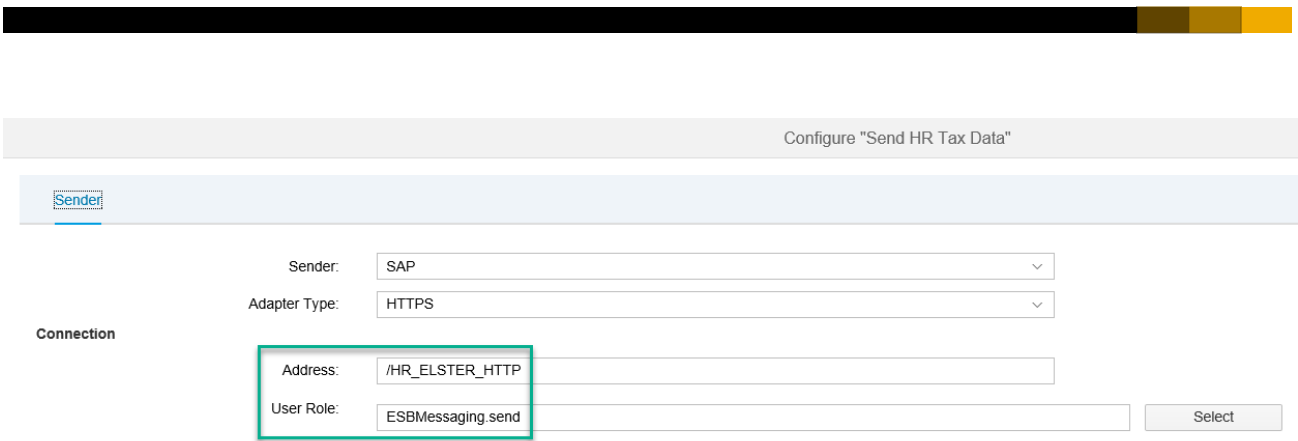 Configure "Send HR Tax Data"
Sender
Sender: SAP
Adapter Type: HTTPS
Connection
Address: /HR_ELSTER_HTTP
User Role: ESBMessaging.send Select